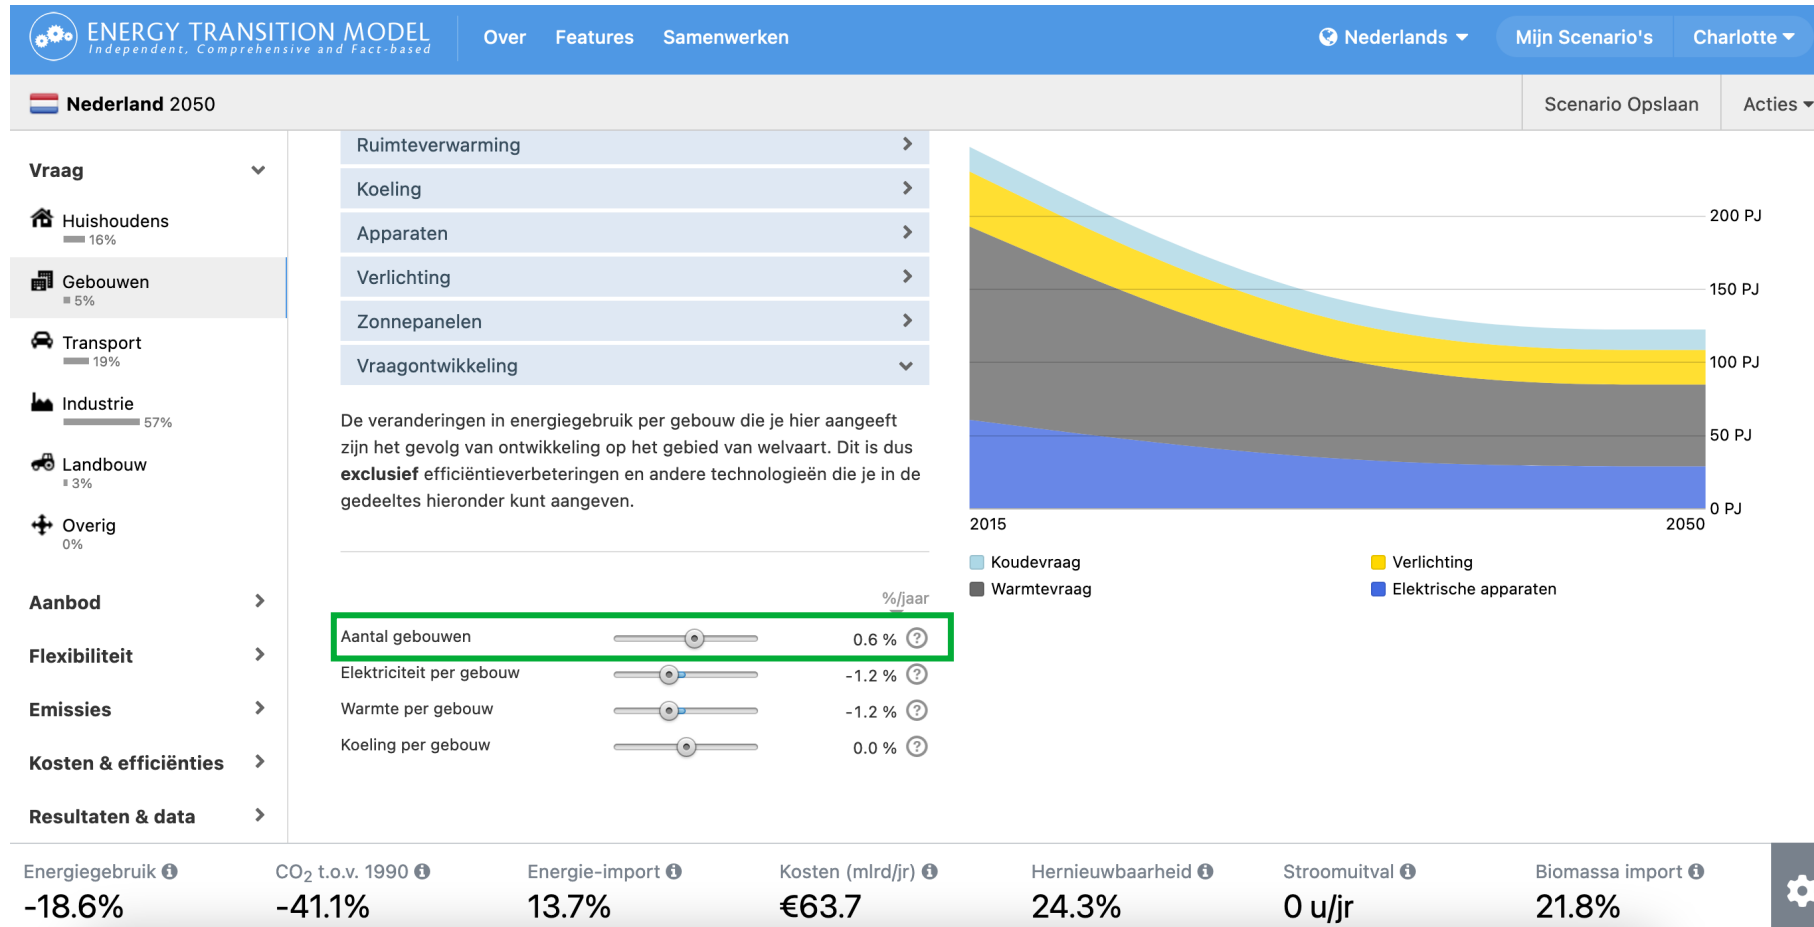 ENERGY TRANSITION MODEL
Independent, Comprehensive and Fact-based
Over
Features
Samenwerken
Nederlands
Mijn Scenario's
Charlotte
Nederland 2050
Scenario Opslaan
Acties
Vraag
Huishoudens
16%
Gebouwen
5%
Transport
19%
Industrie
57%
Landbouw
3%
Overig
0%
Aanbod
Flexibiliteit
Emissies
Kosten & efficiënties
Resultaten & data
Ruimteverwarming
Koeling
Apparaten
Verlichting
Zonnepanelen
Vraagontwikkeling
De veranderingen in energiegebruik per gebouw die je hier aangeeft
zijn het gevolg van ontwikkeling op het gebied van welvaart. Dit is dus
exclusief efficiëntieverbeteringen en andere technologieën die je in de
gedeeltes hieronder kunt aangeven.
%/jaar
Aantal gebouwen 0.6 % ?
Elektriciteit per gebouw -1.2 % ?
Warmte per gebouw -1.2 % ?
Koeling per gebouw 0.0 % ?
200 PJ
150 PJ
100 PJ
50 PJ
0 PJ
2015 2050
Koudevraag
Verlichting
Warmtevraag
Elektrische apparaten
Energiegebruik
-18.6%
CO2 t.o.v. 1990
-41.1%
Energie-import
13.7%
Kosten (mlrd/jr)
€63.7
Hernieuwbaarheid
24.3%
Stroomuitval
0 u/jr
Biomassa import
21.8%